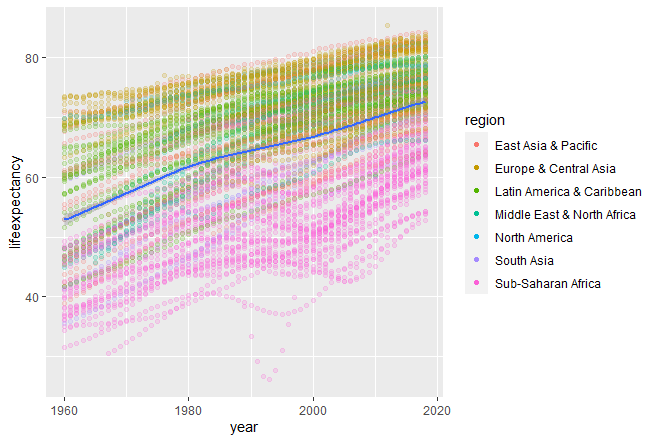 80
60
40
lifeexpectancy
1960
1980
2000
2020
year
region
East Asia & Pacific
Europe & Central Asia
Latin America & Caribbean
Middle East & North Africa
North America
South Asia
Sub-Saharan Africa